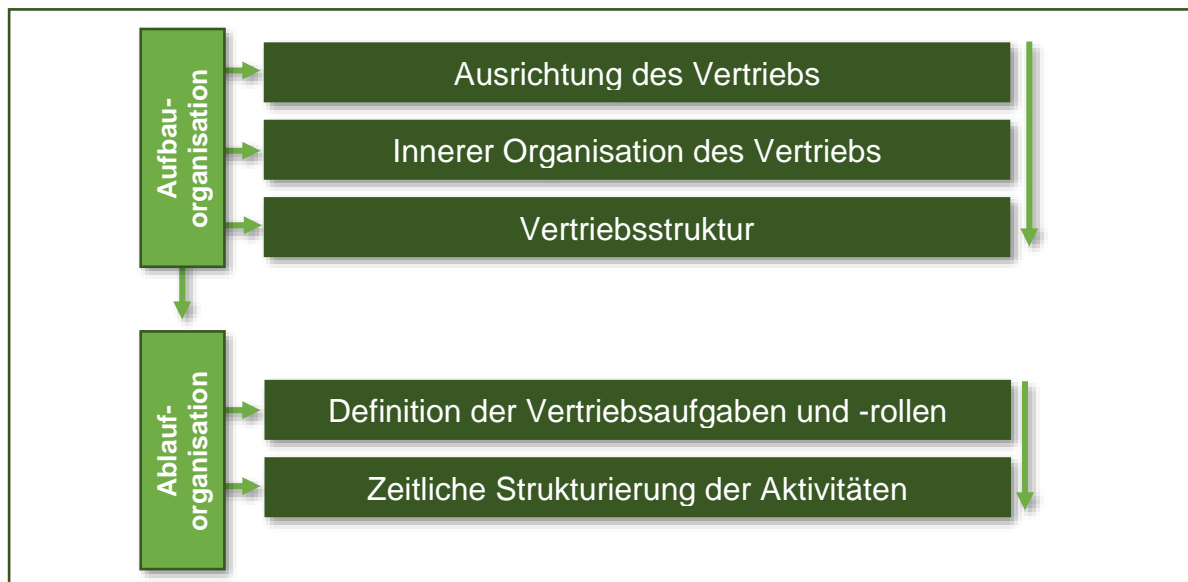 Aufbau-
organisation
Ausrichtung des Vertriebs
Innerer Organisation des Vertriebs
Vertriebsstruktur
Ablauf-
organisation
Definition der Vertriebsaufgaben und -rollen
Zeitliche Strukturierung der Aktivitäten